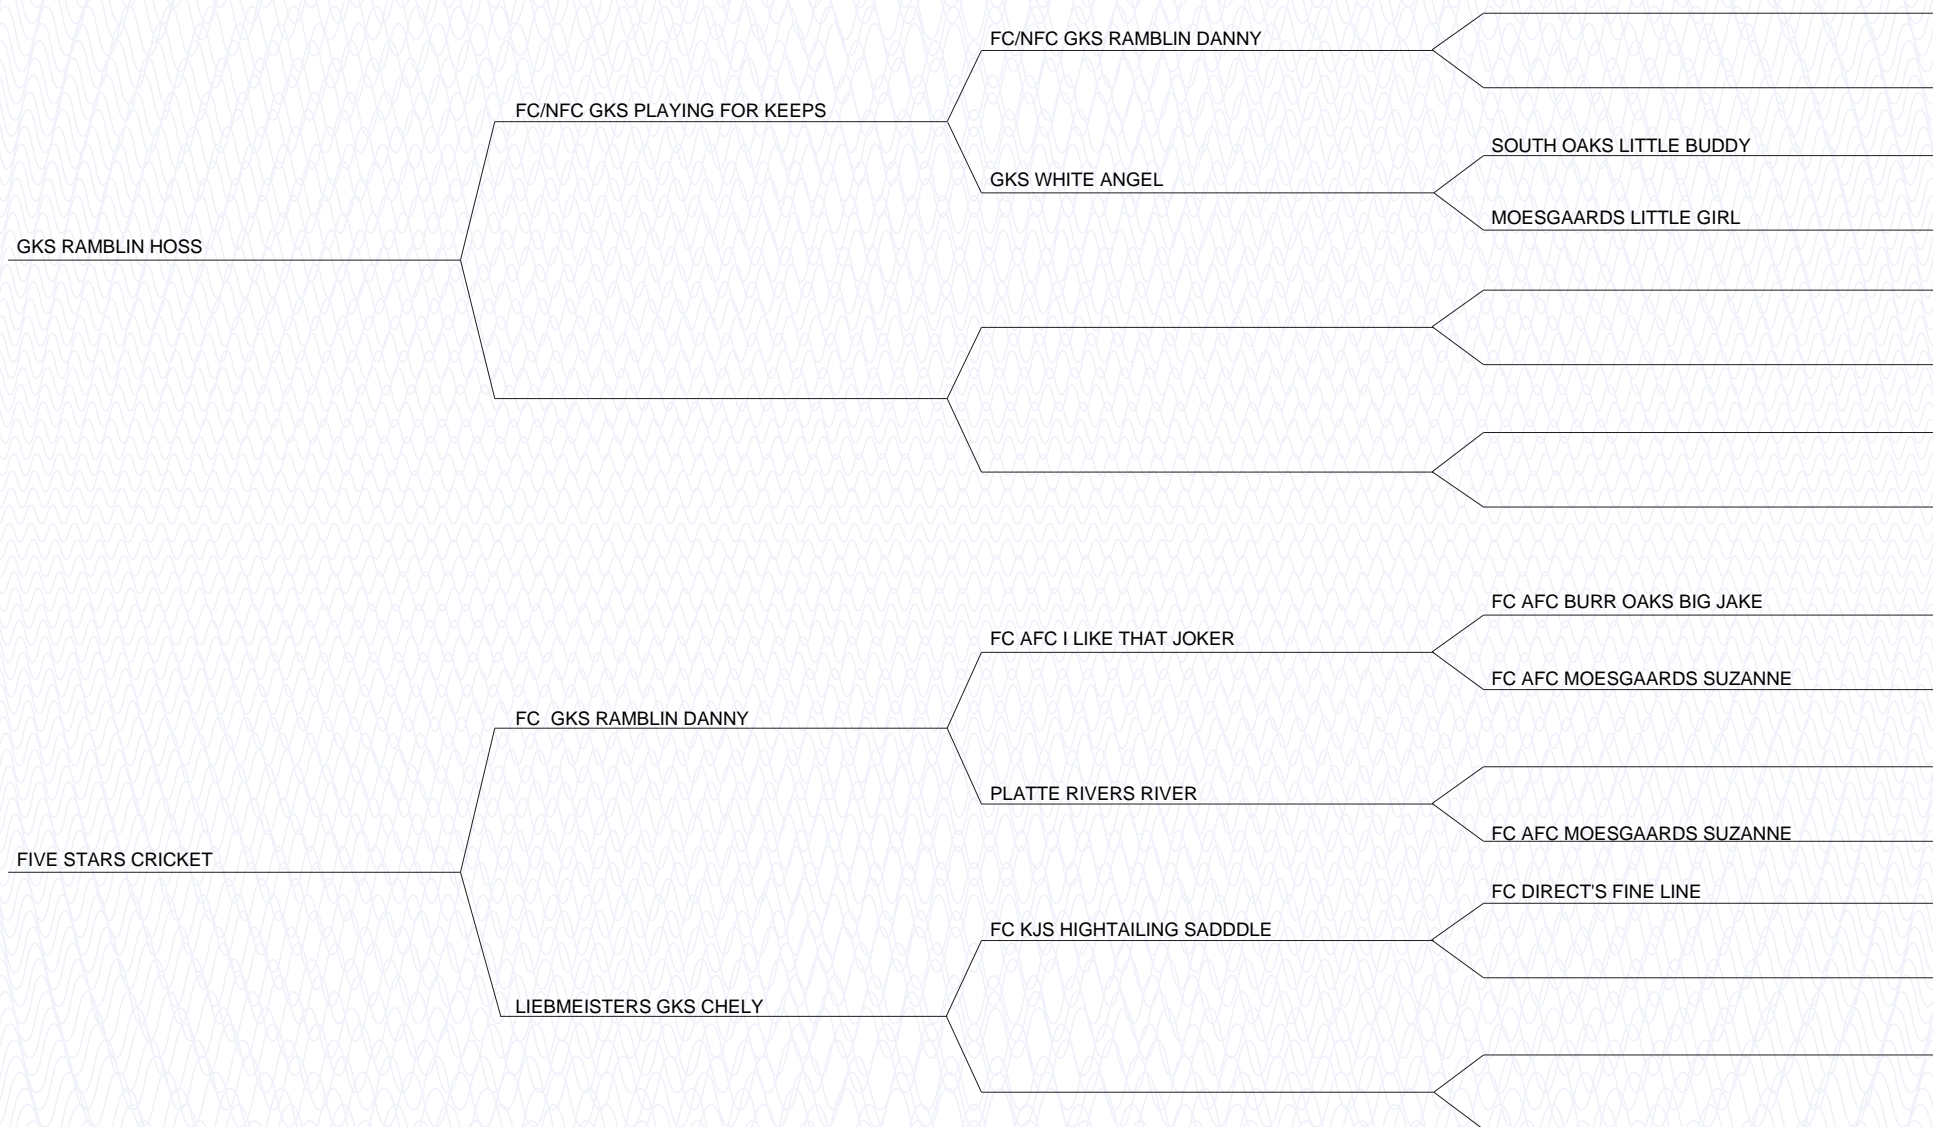 FC/NFC GKS RAMBLIN DANNY
FC/NFC GKS PLAYING FOR KEEPS
SOUTH OAKS LITTLE BUDDY
GKS WHITE ANGEL
MOESGAARDS LITTLE GIRL
GKS RAMBLIN HOSS
FC AFC BURR OAKS BIG JAKE
FC AFC I LIKE THAT JOKER
FC AFC MOESGAARDS SUZANNE
FC  GKS RAMBLIN DANNY
PLATTE RIVERS RIVER
FC AFC MOESGAARDS SUZANNE
FIVE STARS CRICKET
FC DIRECT'S FINE LINE
FC KJS HIGHTAILING SADDDLE
LIEBMEISTERS GKS CHELY